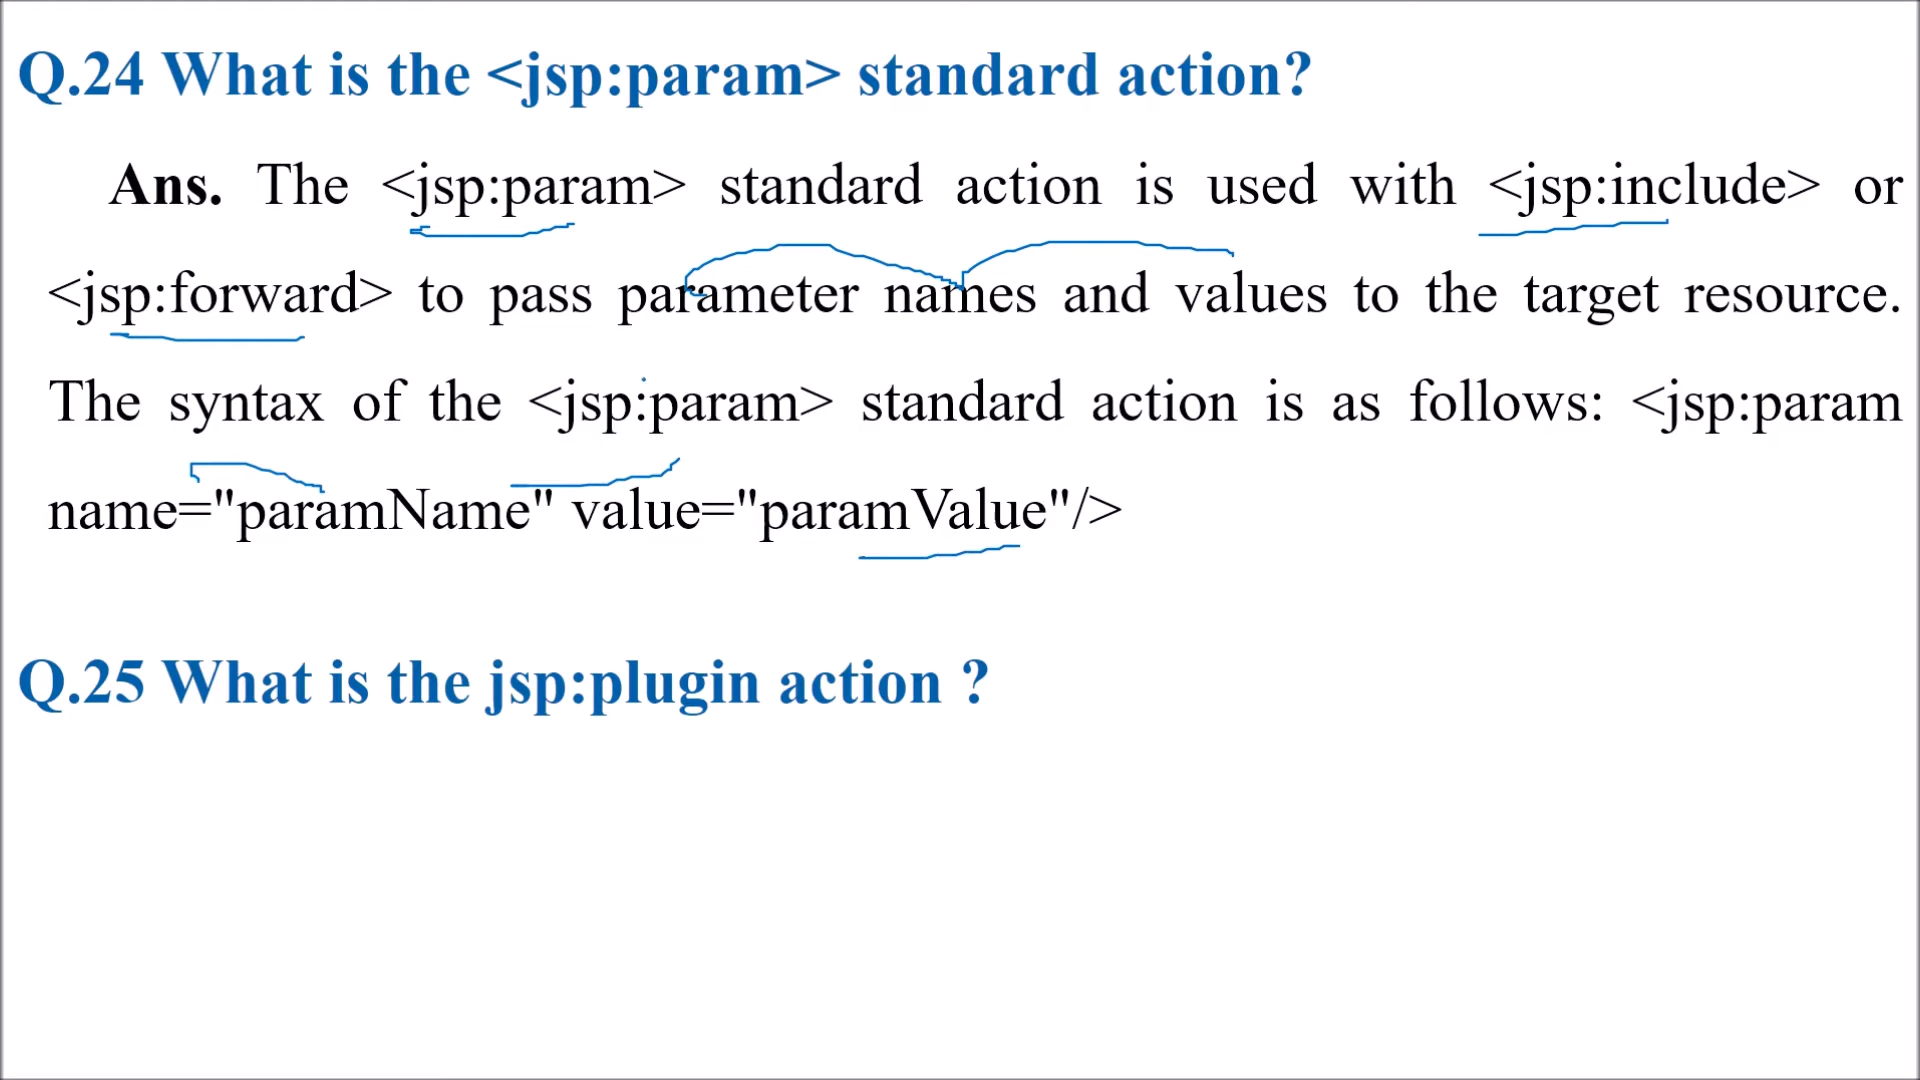 Q.24 What is the <jsp:param> standard action?
Ans. The <jsp:param> standard action is used with <jsp:include> or
<jsp:forward> to pass parameter names and values to the target resource.
The syntax of the <jsp:param> standard action is as follows: <jsp:param
name="paramName" value="paramValue"/>
Q.25 What is the jsp:plugin action ?